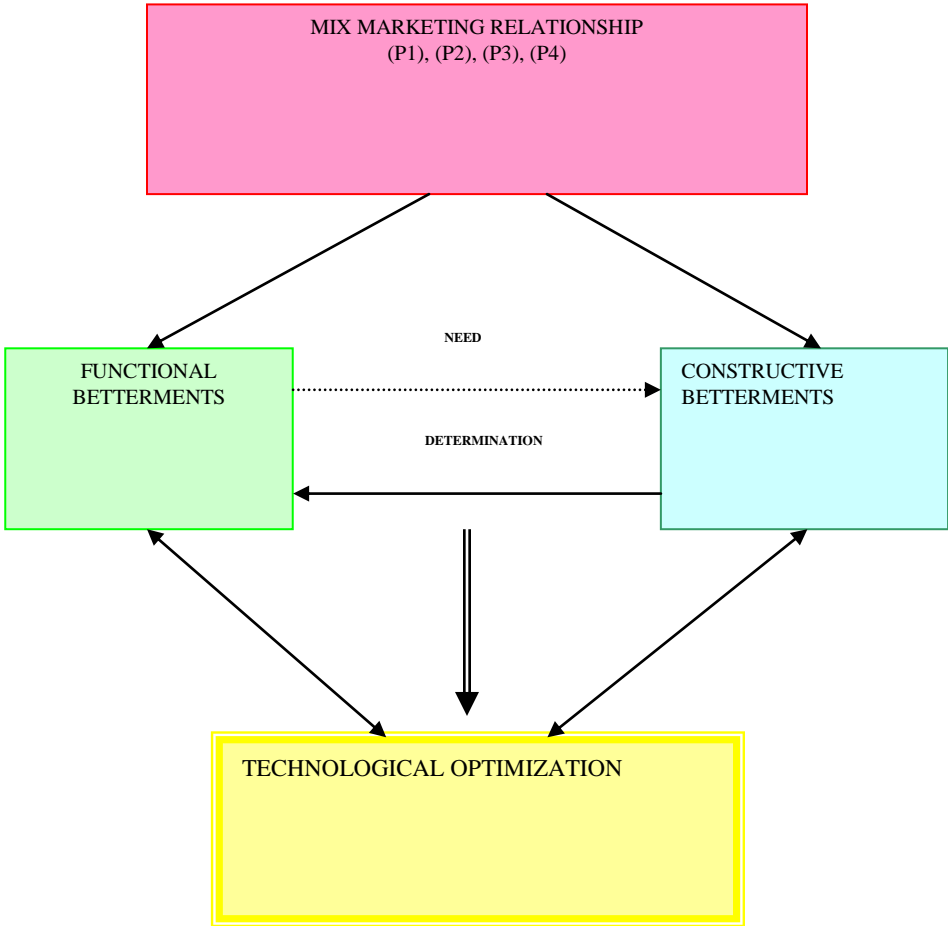 MIX MARKETING RELATIONSHIP
(P1), (P2), (P3), (P4)
NEED
FUNCTIONAL
BETTERMENTS
CONSTRUCTIVE
BETTERMENTS
DETERMINATION
TECHNOLOGICAL OPTIMIZATION